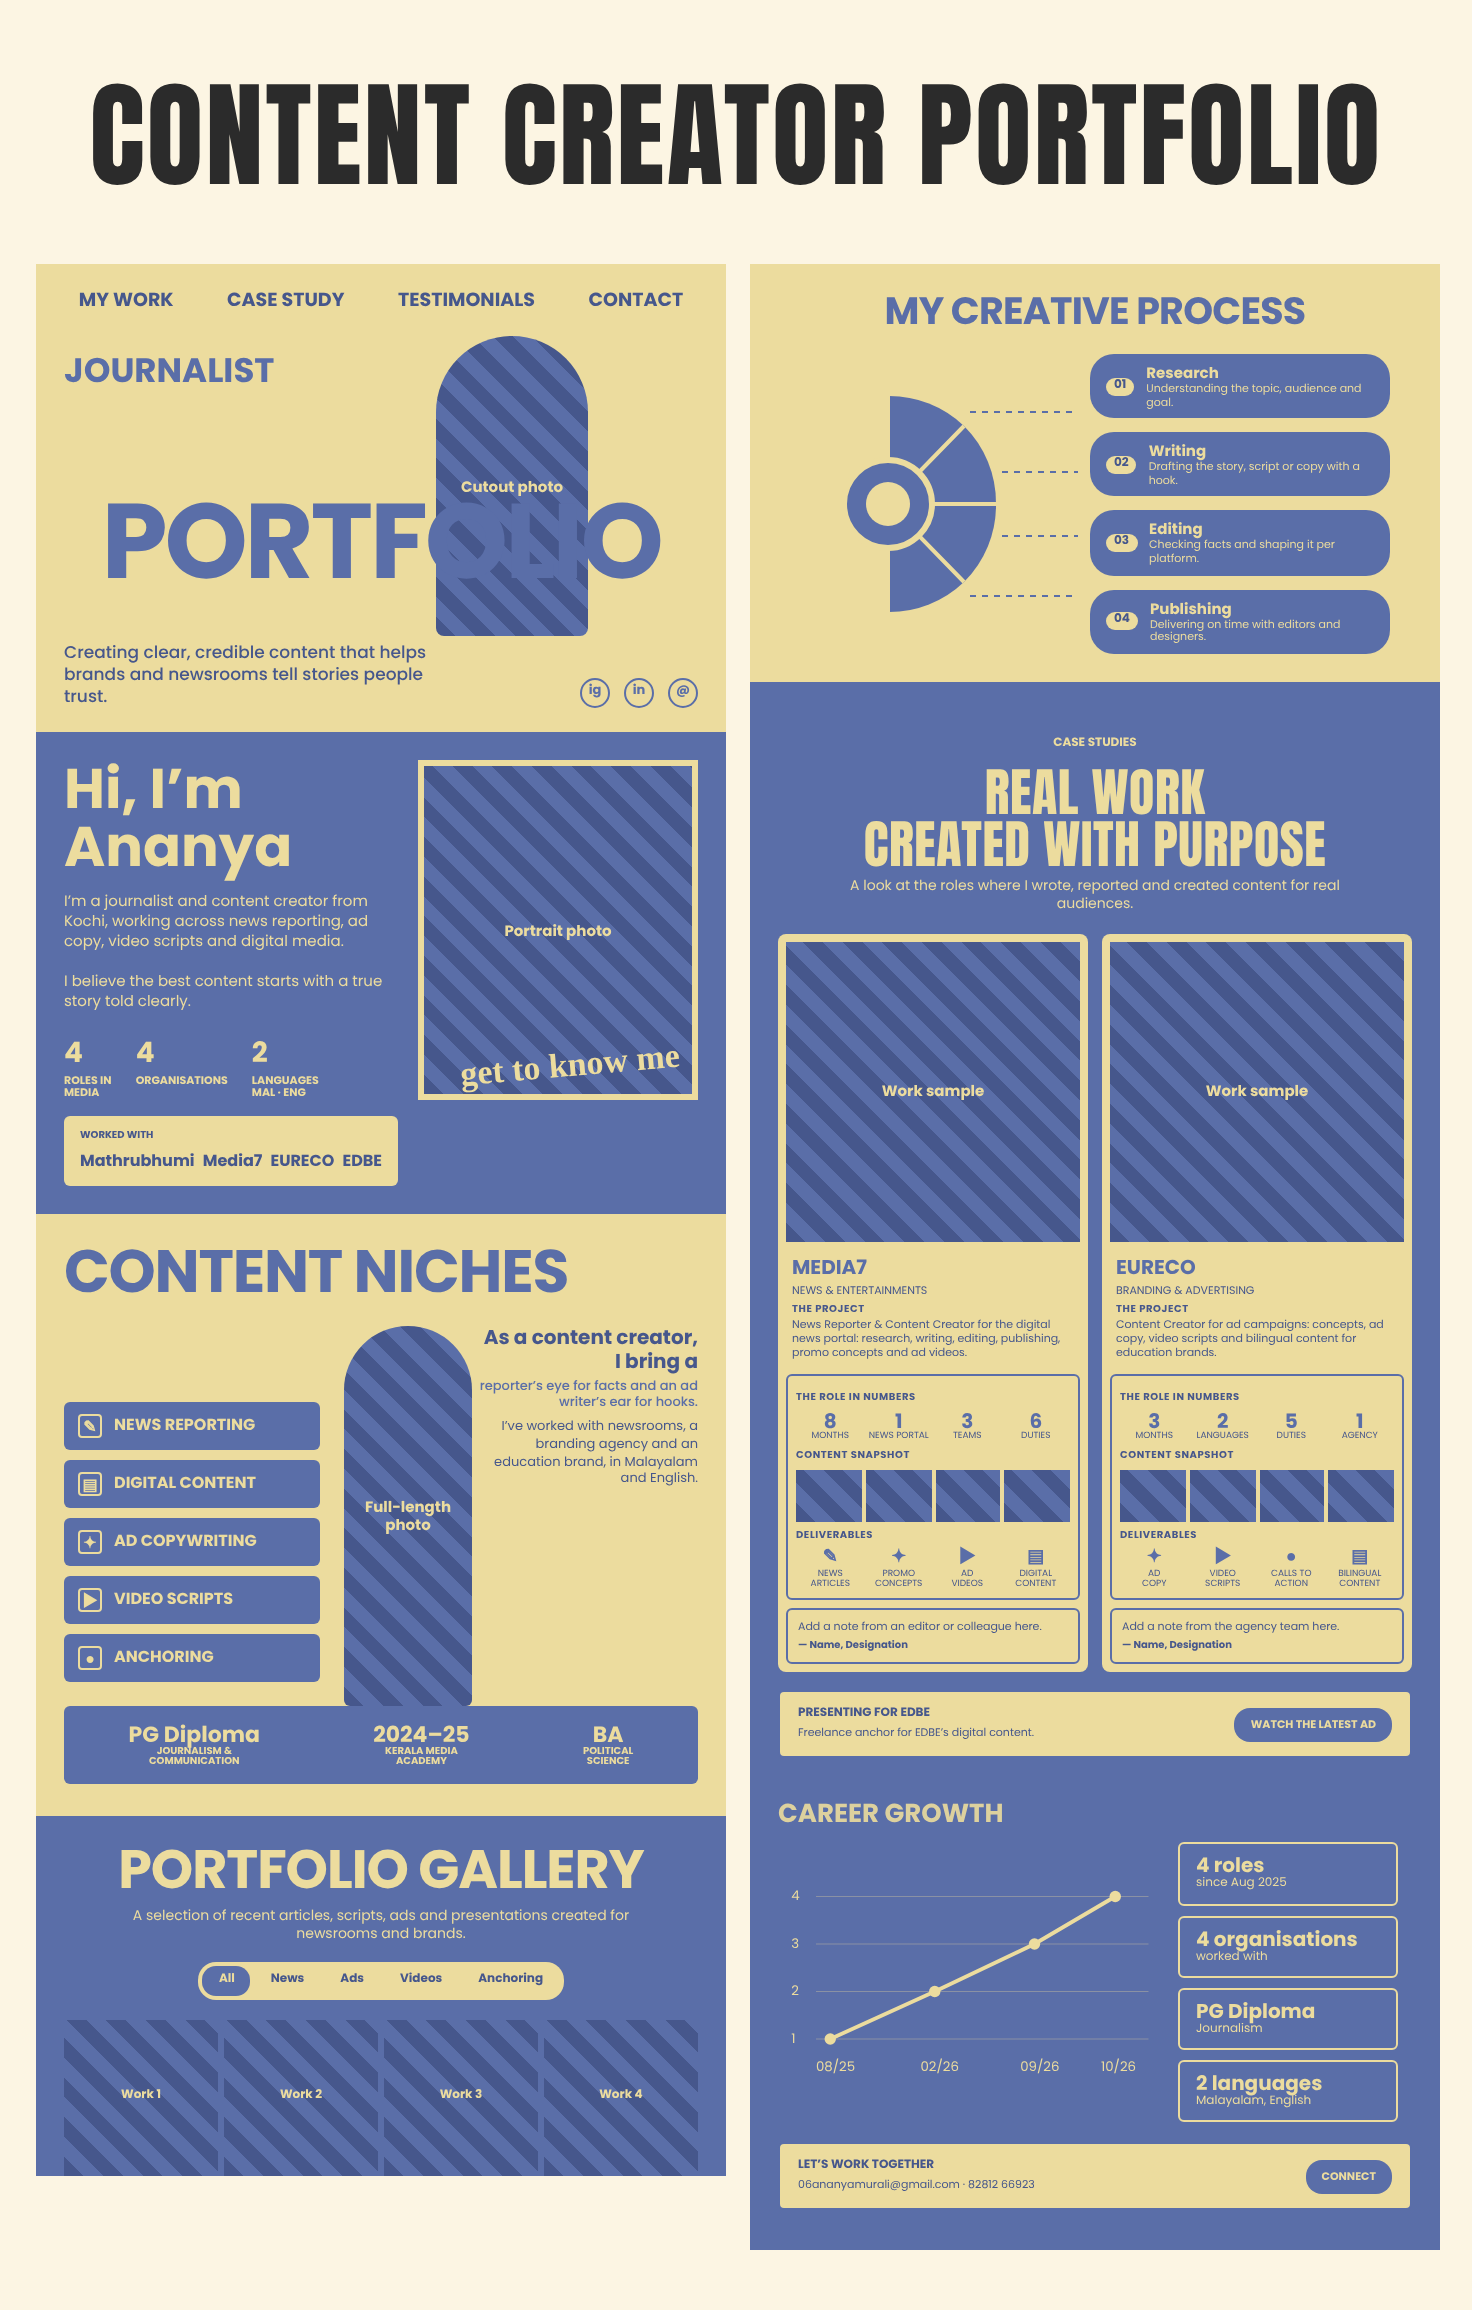 CONTENT CREATOR PORTFOLIO
MY WORK CASE STUDY TESTIMONIALS CONTACT
JOURNALIST
Cutout photo
PORTFOLIO
Creating clear, credible content that helps
brands and newsrooms tell stories people
trust.
ig in @
Hi, I’m
Ananya
I’m a journalist and content creator from
Kochi, working across news reporting, ad
copy, video scripts and digital media.
I believe the best content starts with a true
story told clearly.
4 4 2
ROLES IN ORGANISATIONS LANGUAGES
MEDIA MAL · ENG
Portrait photo
get to know me
WORKED WITH
Mathrubhumi Media7 EURECO EDBE
CONTENT NICHES
NEWS REPORTING
DIGITAL CONTENT
AD COPYWRITING
VIDEO SCRIPTS
ANCHORING
Full-length
photo
As a content creator,
I bring a
reporter’s eye for facts and an ad
writer’s ear for hooks.
I’ve worked with newsrooms, a
branding agency and an
education brand, in Malayalam
and English.
PG Diploma 2024–25 BA
JOURNALISM & KERALA MEDIA POLITICAL
COMMUNICATION ACADEMY SCIENCE
PORTFOLIO GALLERY
A selection of recent articles, scripts, ads and presentations created for
newsrooms and brands.
All News Ads Videos Anchoring
Work 1 Work 2 Work 3 Work 4
MY CREATIVE PROCESS
01 Research
Understanding the topic, audience and
goal.
02 Writing
Drafting the story, script or copy with a
hook.
03 Editing
Checking facts and shaping it per
platform.
04 Publishing
Delivering on time with editors and
designers.
CASE STUDIES
REAL WORK
CREATED WITH PURPOSE
A look at the roles where I wrote, reported and created content for real
audiences.
Work sample
MEDIA7
NEWS & ENTERTAINMENTS
THE PROJECT
News Reporter & Content Creator for the digital
news portal: research, writing, editing, publishing,
promo concepts and ad videos.
THE ROLE IN NUMBERS
8 1 3 6
MONTHS NEWS PORTAL TEAMS DUTIES
CONTENT SNAPSHOT
DELIVERABLES
NEWS PROMO AD DIGITAL
ARTICLES CONCEPTS VIDEOS CONTENT
Add a note from an editor or colleague here.
— Name, Designation
Work sample
EURECO
BRANDING & ADVERTISING
THE PROJECT
Content Creator for ad campaigns: concepts, ad
copy, video scripts and bilingual content for
education brands.
THE ROLE IN NUMBERS
3 2 5 1
MONTHS LANGUAGES DUTIES AGENCY
CONTENT SNAPSHOT
DELIVERABLES
AD VIDEO CALLS TO BILINGUAL
COPY SCRIPTS ACTION CONTENT
Add a note from the agency team here.
— Name, Designation
PRESENTING FOR EDBE
Freelance anchor for EDBE’s digital content.
WATCH THE LATEST AD
CAREER GROWTH
4
3
2
1
08/25 02/26 09/26 10/26
4 roles
since Aug 2025
4 organisations
worked with
PG Diploma
Journalism
2 languages
Malayalam, English
LET’S WORK TOGETHER
06ananyamurali@gmail.com · 82812 66923
CONNECT